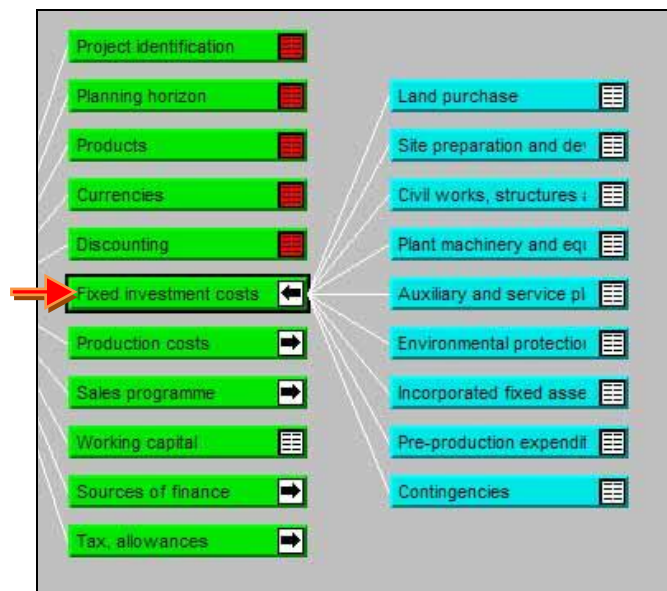 Project identification
Planning horizon
Products
Currencies
Discounting
Fixed investment costs
Production costs
Sales programme
Working capital
Sources of finance
Tax, allowances
Land purchase
Site preparation and de
Civil works, structures
Plant machinery and equ
Auxiliary and service pl
Environmental protection
Incorporated fixed asse
Pre-production expendit
Contingencies